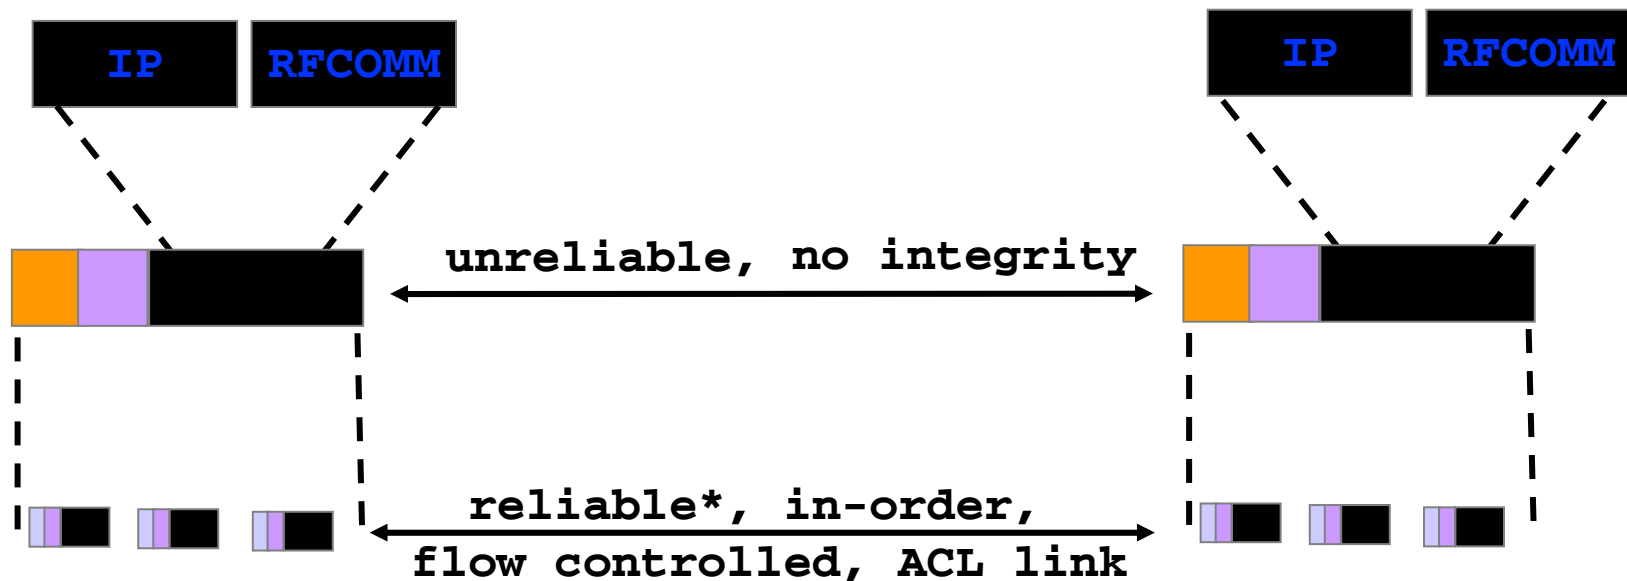 IP RFCOMM IP RFCOMM
unreliable, no integrity
reliable*, in-order,
flow controlled, ACL link